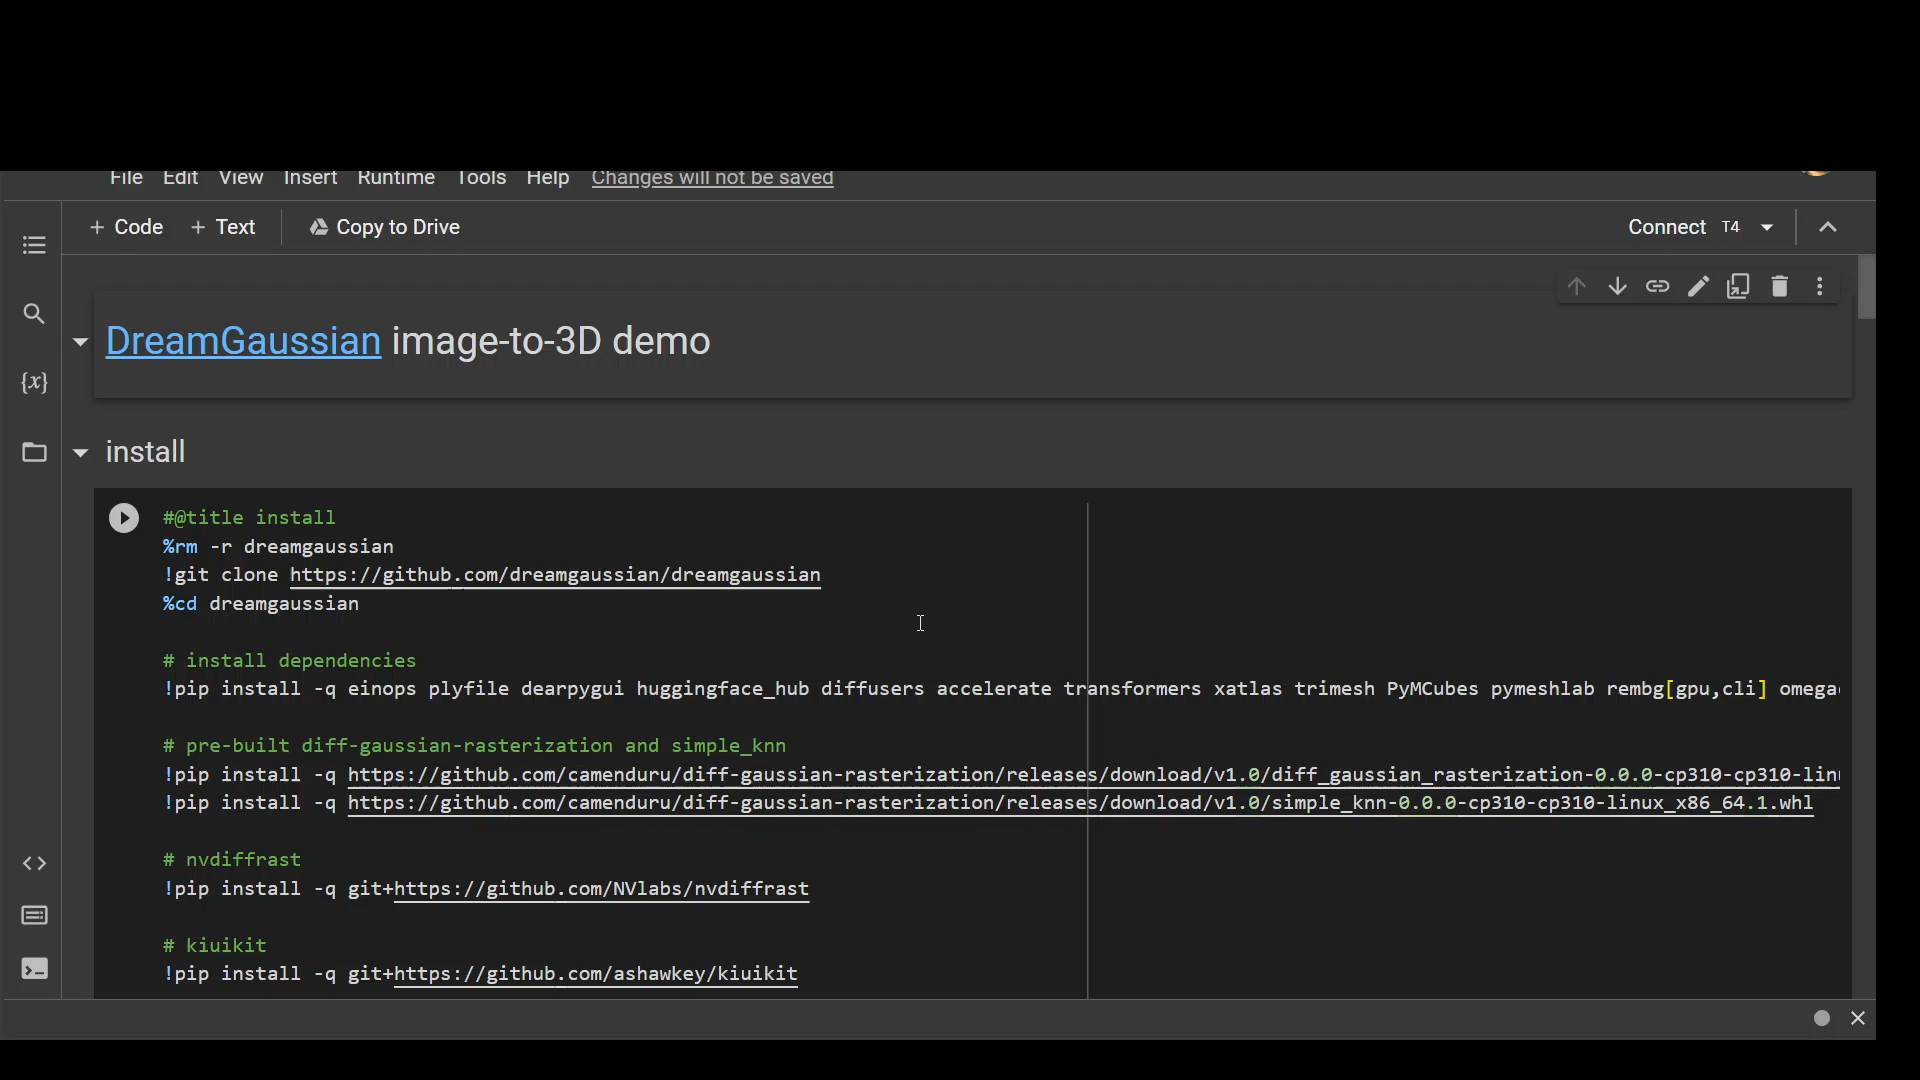 File Edit View Insert Runtime Tools Help Changes will not be saved
+ Code + Text Copy to Drive Connect T4
DreamGaussian image-to-3D demo
{x}
install
#@title install
%rm -r dreamgaussian
!git clone https://github.com/dreamgaussian/dreamgaussian
%cd dreamgaussian
# install dependencies
!pip install -q einops plyfile dearpygui huggingface_hub diffusers accelerate transformers xatlas trimesh PyMCubes pymeshlab rembg[gpu,cli]
# pre-built diff-gaussian-rasterization and simple_knn
!pip install -q https://github.com/camenduru/diff-gaussian-rasterization/releases/download/v1.0/diff_gaussian_rasterization-0.0.0-cp310-cp310-lin
!pip install -q https://github.com/camenduru/diff-gaussian-rasterization/releases/download/v1.0/simple_knn-0.0.0-cp310-cp310-linux_x86_64.1.whl
# nvdiffrast
!pip install -q git+https://github.com/NVlabs/nvdiffrast
# kiuikit
!pip install -q git+https://github.com/ashawkey/kiuikit